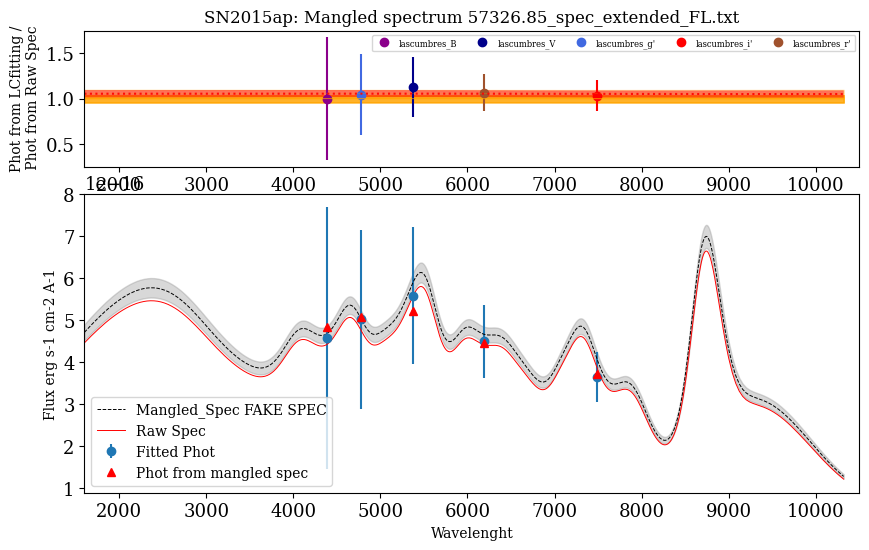 SN2015ap: Mangled spectrum 57326.85_spec_extended_FL.txt
Phot from LCfitting /
Phot from Raw Spec
1.5
1.0
0.5
lascumbres_B
lascumbres_V
lascumbres_g'
lascumbres_i'
lascumbres_r'
2000 3000 4000 5000 6000 7000 8000 9000 10000
1e−16
Flux erg s-1 cm-2 A-1
8
7
6
5
4
3
2
1
Mangled_Spec FAKE SPEC
Raw Spec
Fitted Phot
Phot from mangled spec
2000 3000 4000 5000 6000 7000 8000 9000 10000
Wavelenght